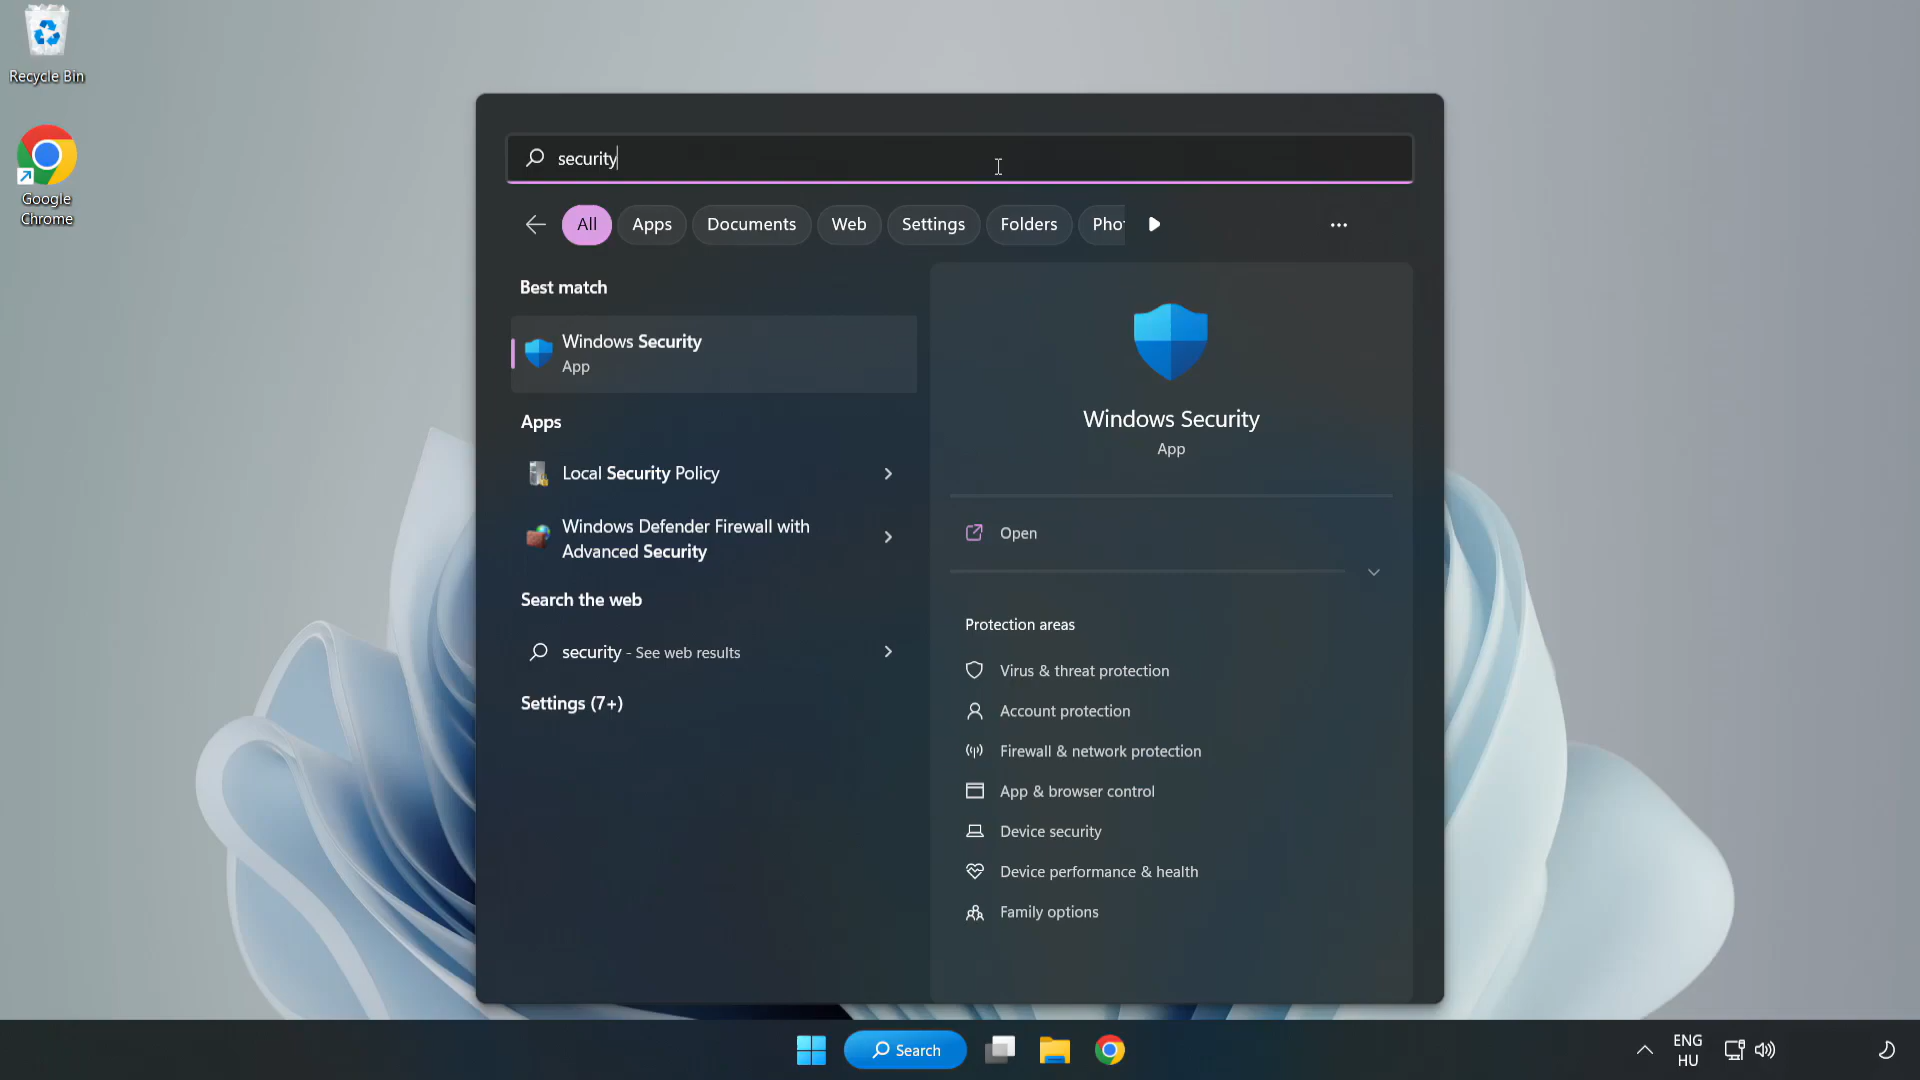 Recycle Bin
Google
Chrome
security
All
Apps
Documents
Web
Settings
Folders
Best match
Windows Security
App
Apps
Local Security Policy
Windows Defender Firewall with
Advanced Security
Search the web
security - See web results
Settings (7+)
Windows Security
App
Open
Protection areas
Virus & threat protection
Account protection
Firewall & network protection
App & browser control
Device security
Device performance & health
Family options
Search
ENG
HU